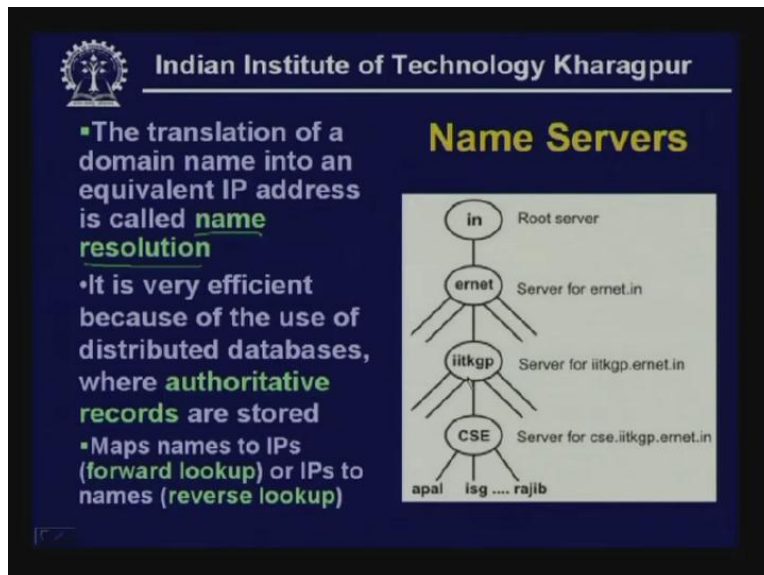 Indian Institute of Technology Kharagpur
▪The translation of a
domain name into an
equivalent IP address
is called name
resolution
•It is very efficient
because of the use of
distributed databases,
where authoritative
records are stored
▪Maps names to IPs
(forward lookup) or IPs to
names (reverse lookup)
Name Servers
in Root server
ernet Server for ernet.in
iitkgp Server for iitkgp.ernet.in
CSE Server for cse.iitkgp.ernet.in
apal isg .... rajib